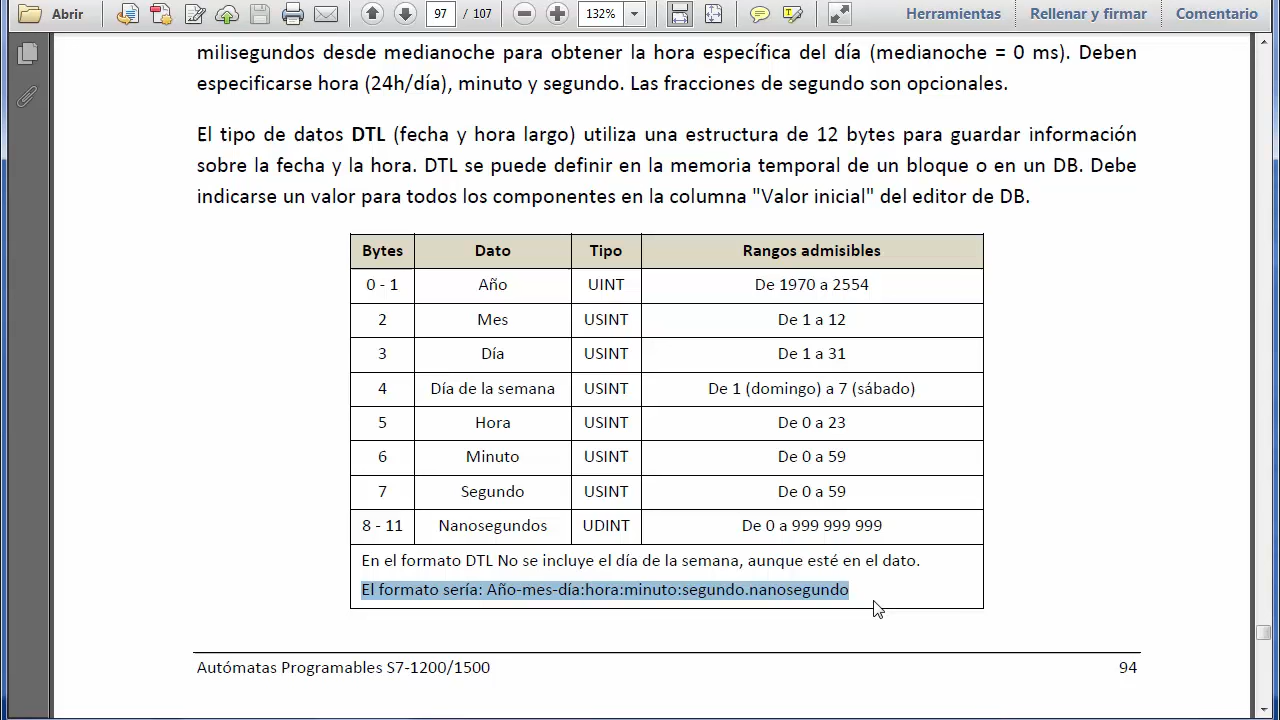 Abrir 97 / 107 132% Herramientas Rellenar y firmar Comentario
milisegundos desde medianoche para obtener la hora específica del día (medianoche = 0 ms). Deben
especificarse hora (24h/día), minuto y segundo. Las fracciones de segundo son opcionales.
El tipo de datos DTL (fecha y hora largo) utiliza una estructura de 12 bytes para guardar información
sobre la fecha y la hora. DTL se puede definir en la memoria temporal de un bloque o en un DB. Debe
indicarse un valor para todos los componentes en la columna "Valor inicial" del editor de DB.
Bytes Dato Tipo Rangos admisibles
0 - 1 Año UINT De 1970 a 2554
2 Mes USINT De 1 a 12
3 Día USINT De 1 a 31
4 Día de la semana USINT De 1 (domingo) a 7 (sábado)
5 Hora USINT De 0 a 23
6 Minuto USINT De 0 a 59
7 Segundo USINT De 0 a 59
8 - 11 Nanosegundos UDINT De 0 a 999 999 999
En el formato DTL No se incluye el día de la semana, aunque esté en el dato.
El formato sería: Año-mes-día:hora:minuto:segundo.nanosegundo
Autómatas Programables S7-1200/1500 94